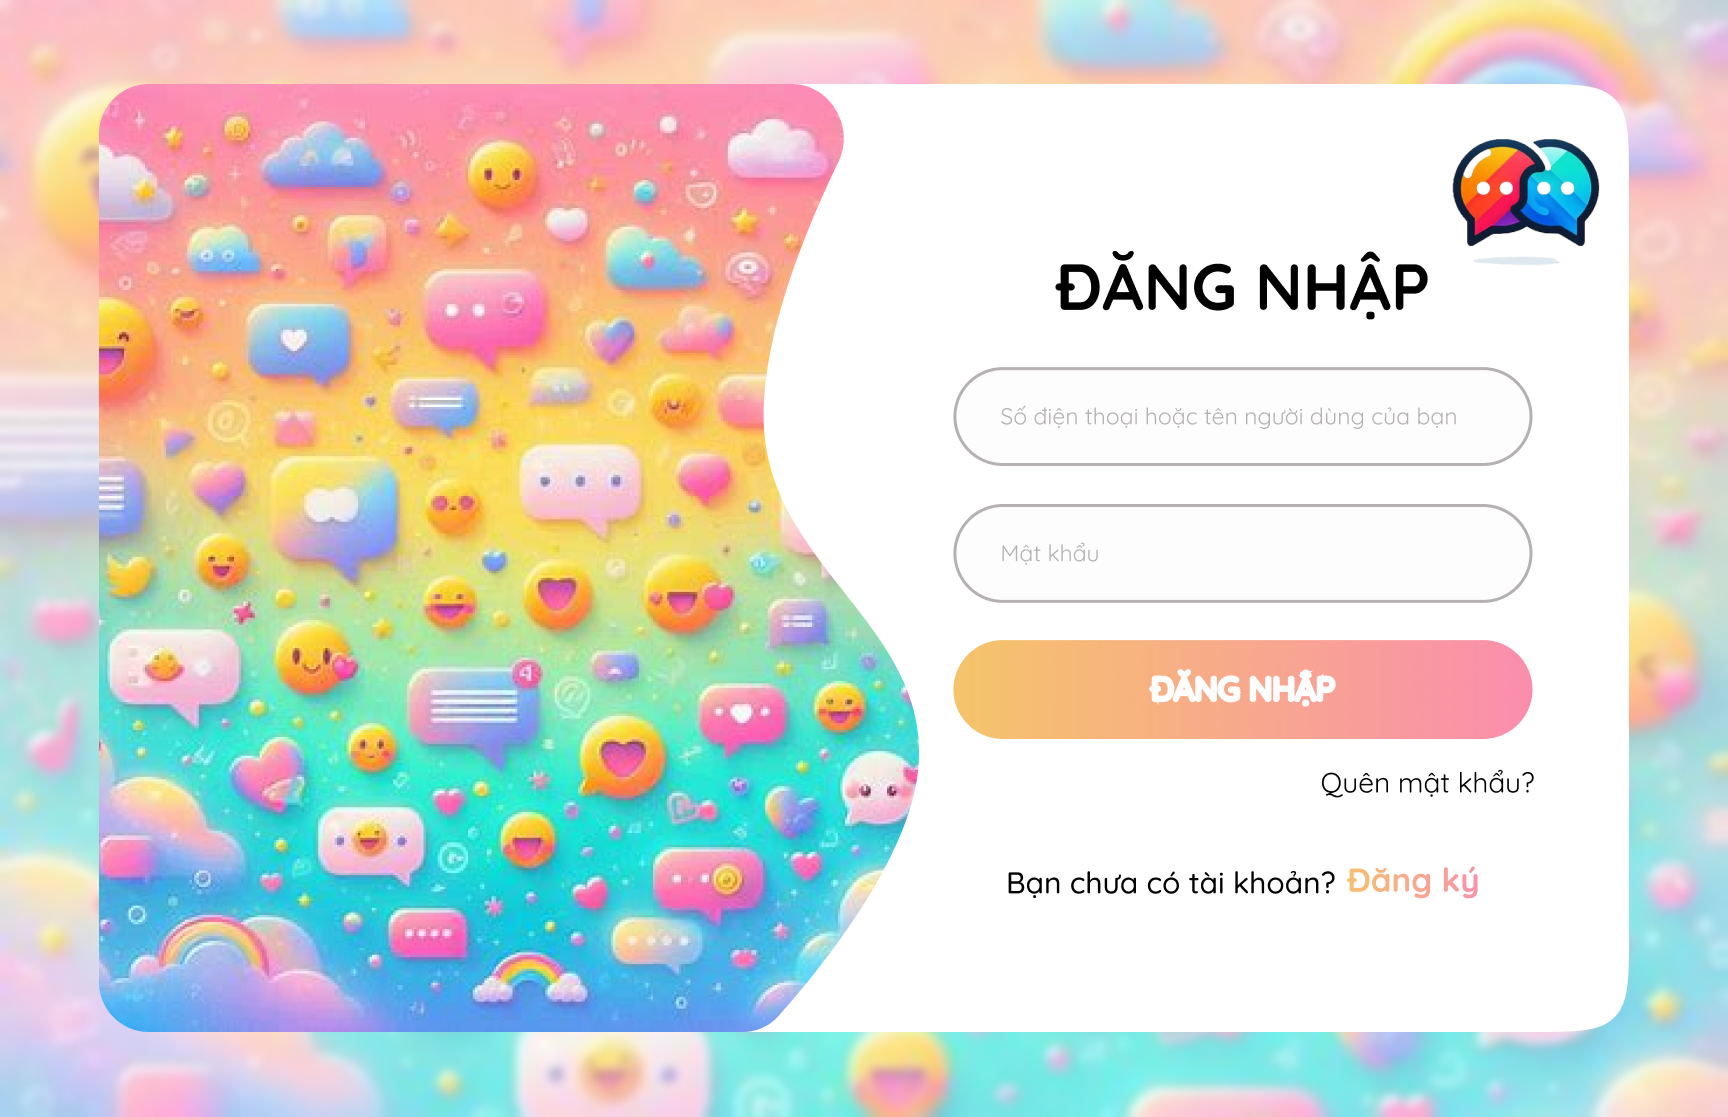 ĐĂNG NHẬP
Số điện thoại hoặc tên người dùng của bạn
Mật khẩu
ĐĂNG NHẬP
Quên mật khẩu?
Bạn chưa có tài khoản? Đăng ký